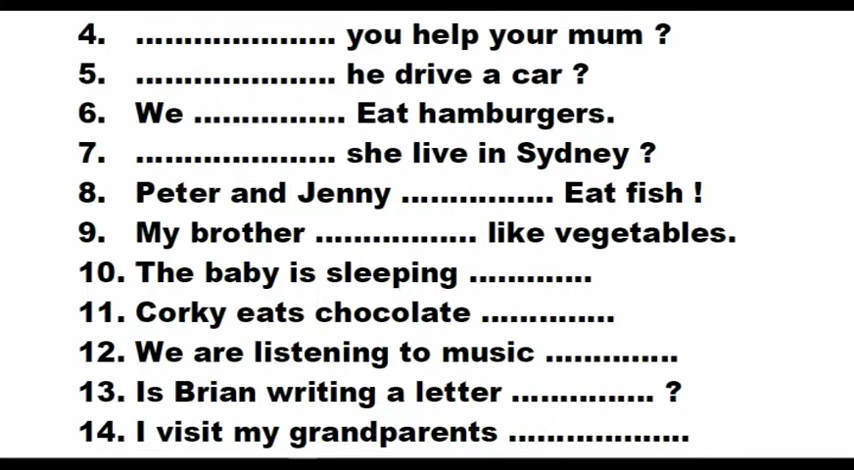 4. ..................... you help your mum ?
5. ..................... he drive a car ?
6. We ................ Eat hamburgers.
7. ..................... she live in Sydney ?
8. Peter and Jenny ................ Eat fish !
9. My brother ................. like vegetables.
10. The baby is sleeping .............
11. Corky eats chocolate ..............
12. We are listening to music ..............
13. Is Brian writing a letter ............... ?
14. I visit my grandparents ...................